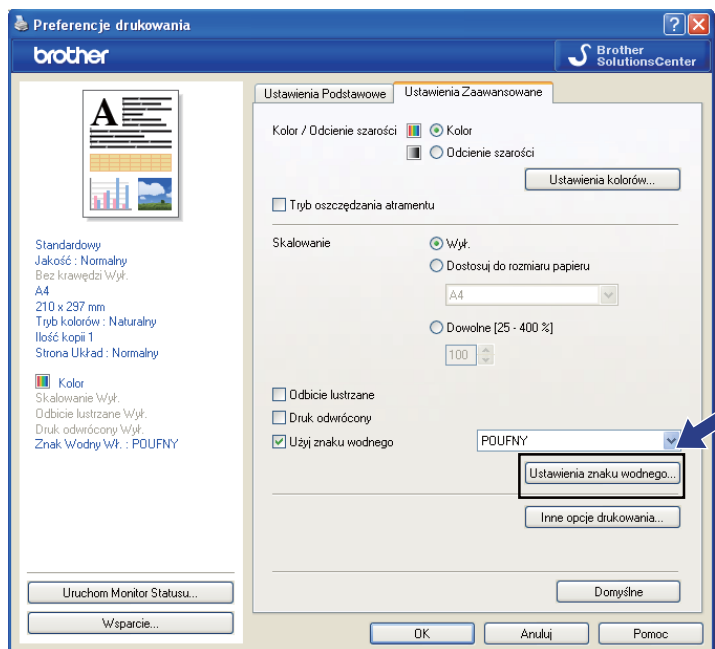 Preferencje drukowania
brother
Brother
SolutionsCenter
A
Standardowy
Jakość : Normalny
Bez krawędzi Wył.
A4
210 x 297 mm
Tryb kolorów : Naturalny
Ilość kopii 1
Strona Układ : Normalny
Kolor
Skalowanie Wył.
Odbicie lustrzane Wył.
Druk odwrócony Wył.
Znak Wodny Wł. : POUFNY
Uruchom Monitor Statusu...
Wsparcie...
Ustawienia Podstawowe
Ustawienia Zaawansowane
Kolor / Odcienie szarości
Kolor
Odcienie szarości
Ustawienia kolorów...
Tryb oszczędzania atramentu
Skalowanie
Wył.
Dostosuj do rozmiaru papieru
A4
Dowolne [25 - 400 %]
100
Odbicie lustrzane
Druk odwrócony
Użyj znaku wodnego
POUFNY
Ustawienia znaku wodnego...
Inne opcje drukowania...
Domyślne
OK
Anuluj
Pomoc